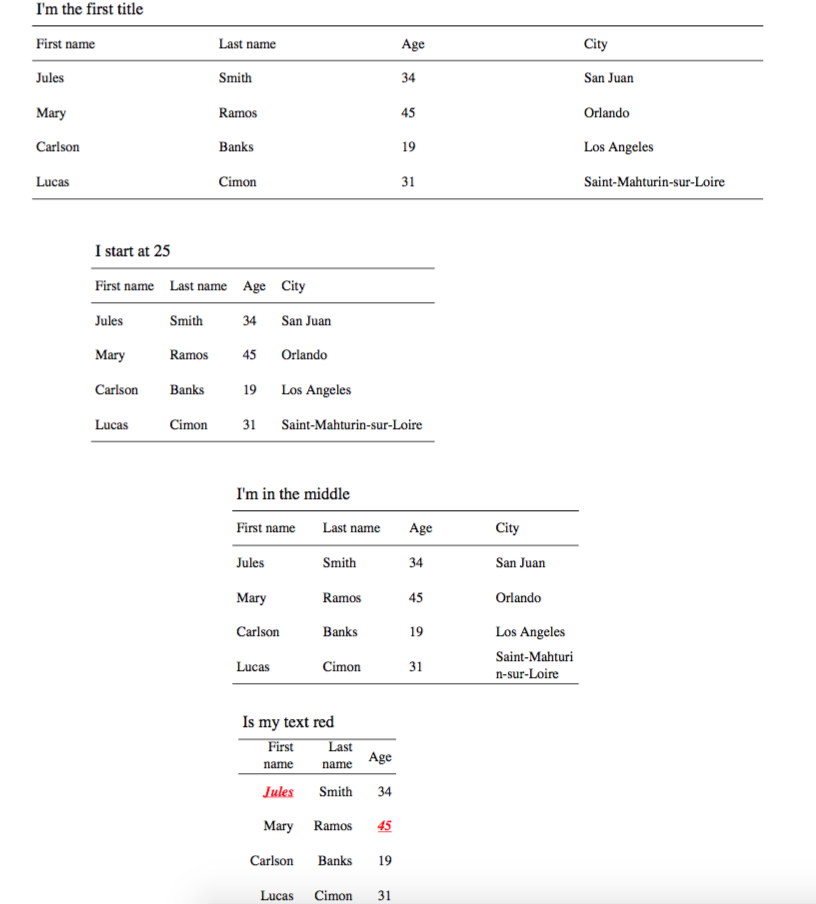 I'm the first title
First name Last name Age City
Jules Smith 34 San Juan
Mary Ramos 45 Orlando
Carlson Banks 19 Los Angeles
Lucas Cimon 31 Saint-Mahturin-sur-Loire
I start at 25
First name Last name Age City
Jules Smith 34 San Juan
Mary Ramos 45 Orlando
Carlson Banks 19 Los Angeles
Lucas Cimon 31 Saint-Mahturin-sur-Loire
I'm in the middle
First name Last name Age City
Jules Smith 34 San Juan
Mary Ramos 45 Orlando
Carlson Banks 19 Los Angeles
Lucas Cimon 31 Saint-Mahturi
n-sur-Loire
Is my text red
First Last
name name Age
Jules Smith 34
Mary Ramos 45
Carlson Banks 19
Lucas Cimon 31